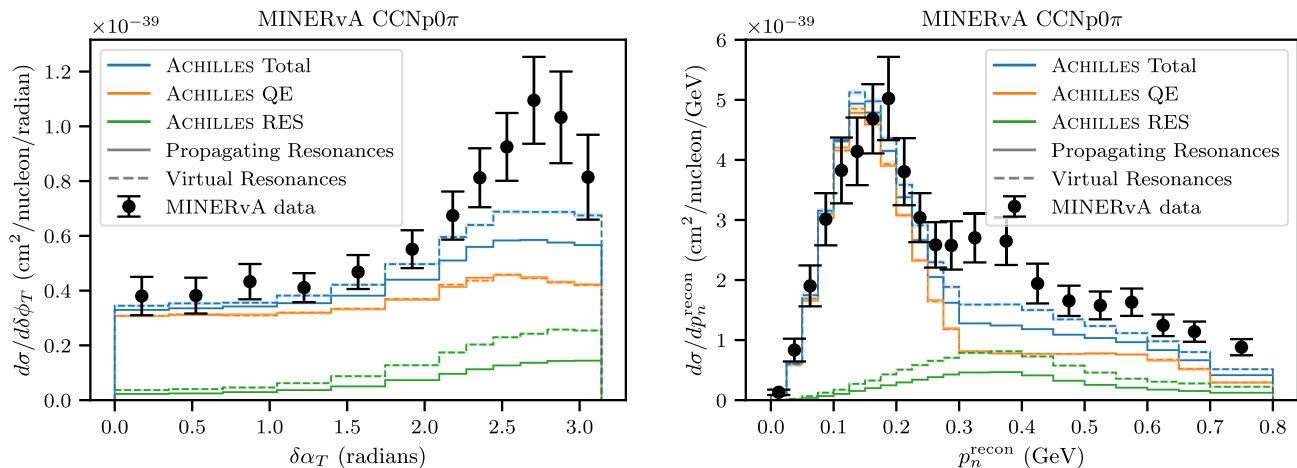 MINERvA CCNp0π
×10⁻³⁹
dσ/dδϕ_T (cm²/nucleon/radian)
1.2
1.0
0.8
0.6
0.4
0.2
0.0
ACHILLES Total
ACHILLES QE
ACHILLES RES
Propagating Resonances
Virtual Resonances
MINERvA data
0.0 0.5 1.0 1.5 2.0 2.5 3.0
δα_T (radians)
MINERvA CCNp0π
×10⁻³⁹
dσ/dp_n^recon (cm²/nucleon/GeV)
6
5
4
3
2
1
0
ACHILLES Total
ACHILLES QE
ACHILLES RES
Propagating Resonances
Virtual Resonances
MINERvA data
0.0 0.1 0.2 0.3 0.4 0.5 0.6 0.7 0.8
p_n^recon (GeV)